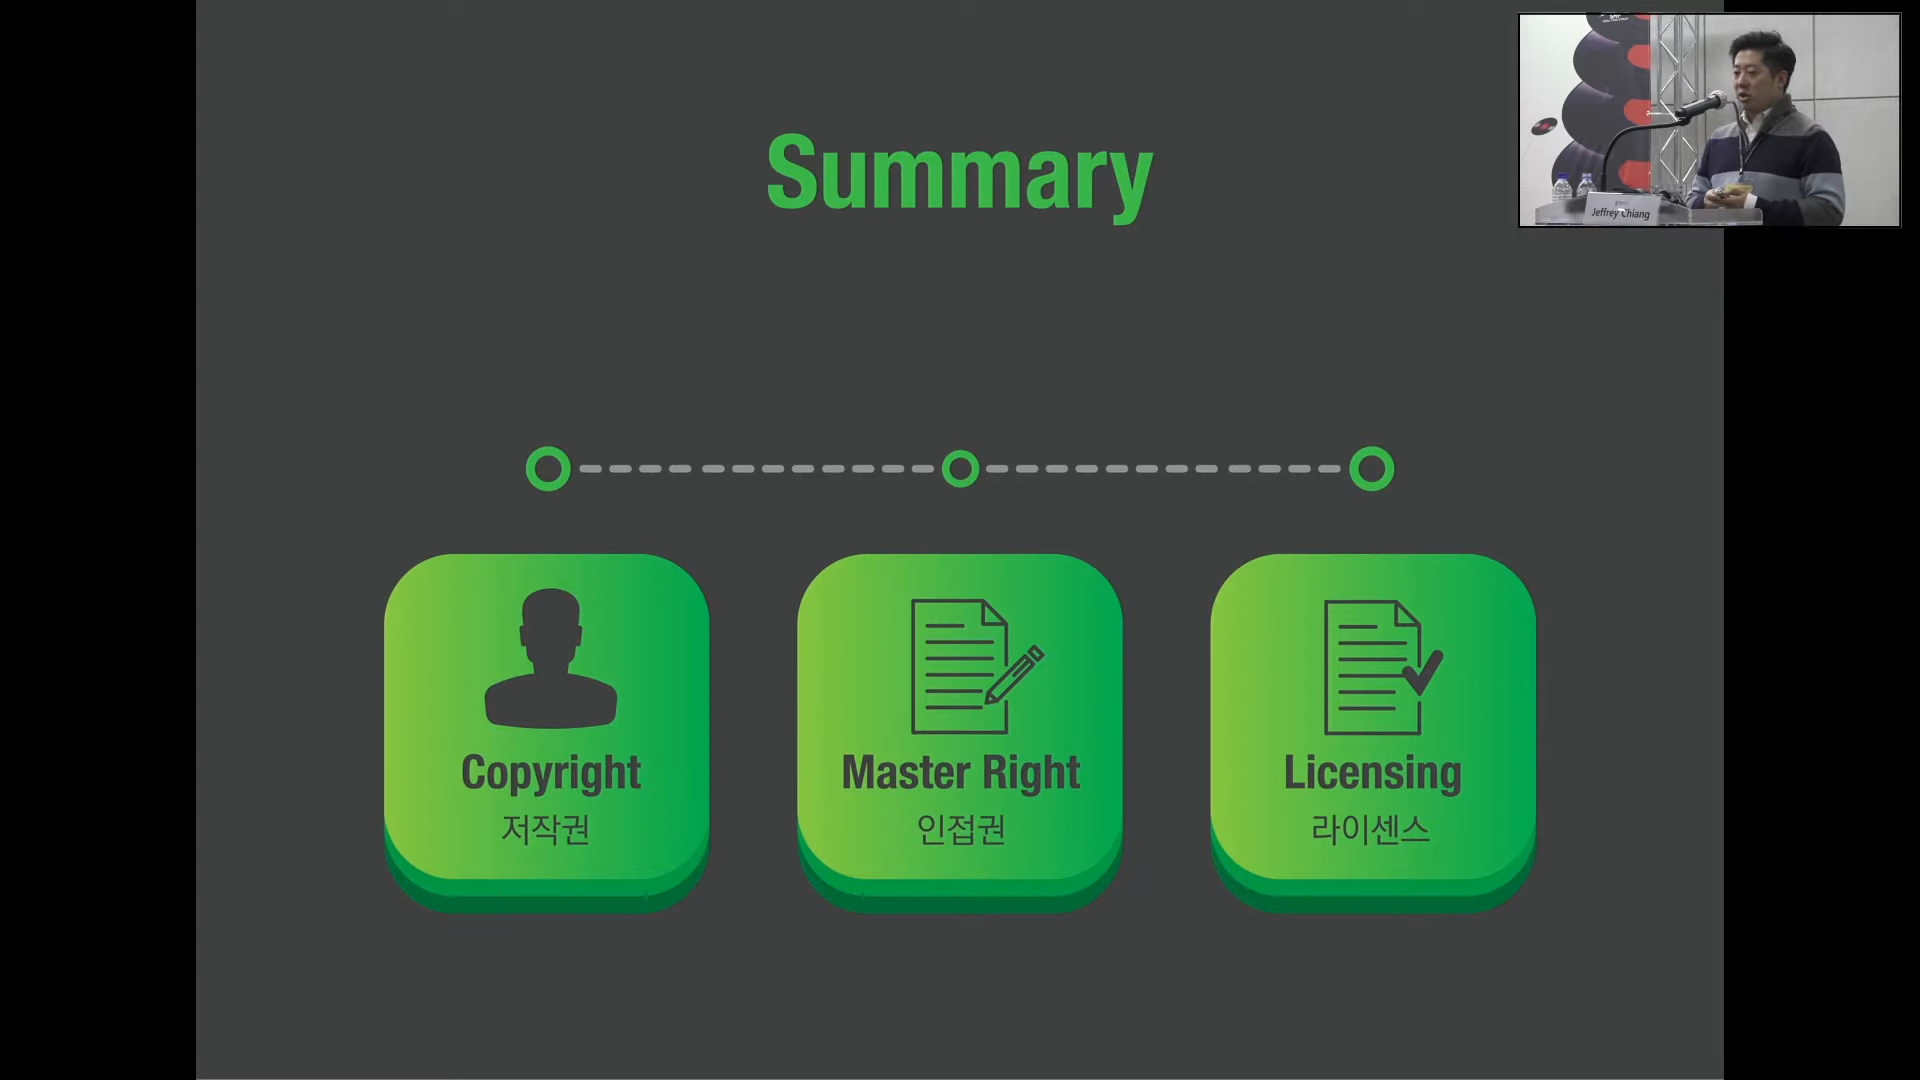 Summary
Jeffrey Chiang
Copyright
저작권
Master Right
인접권
Licensing
라이센스